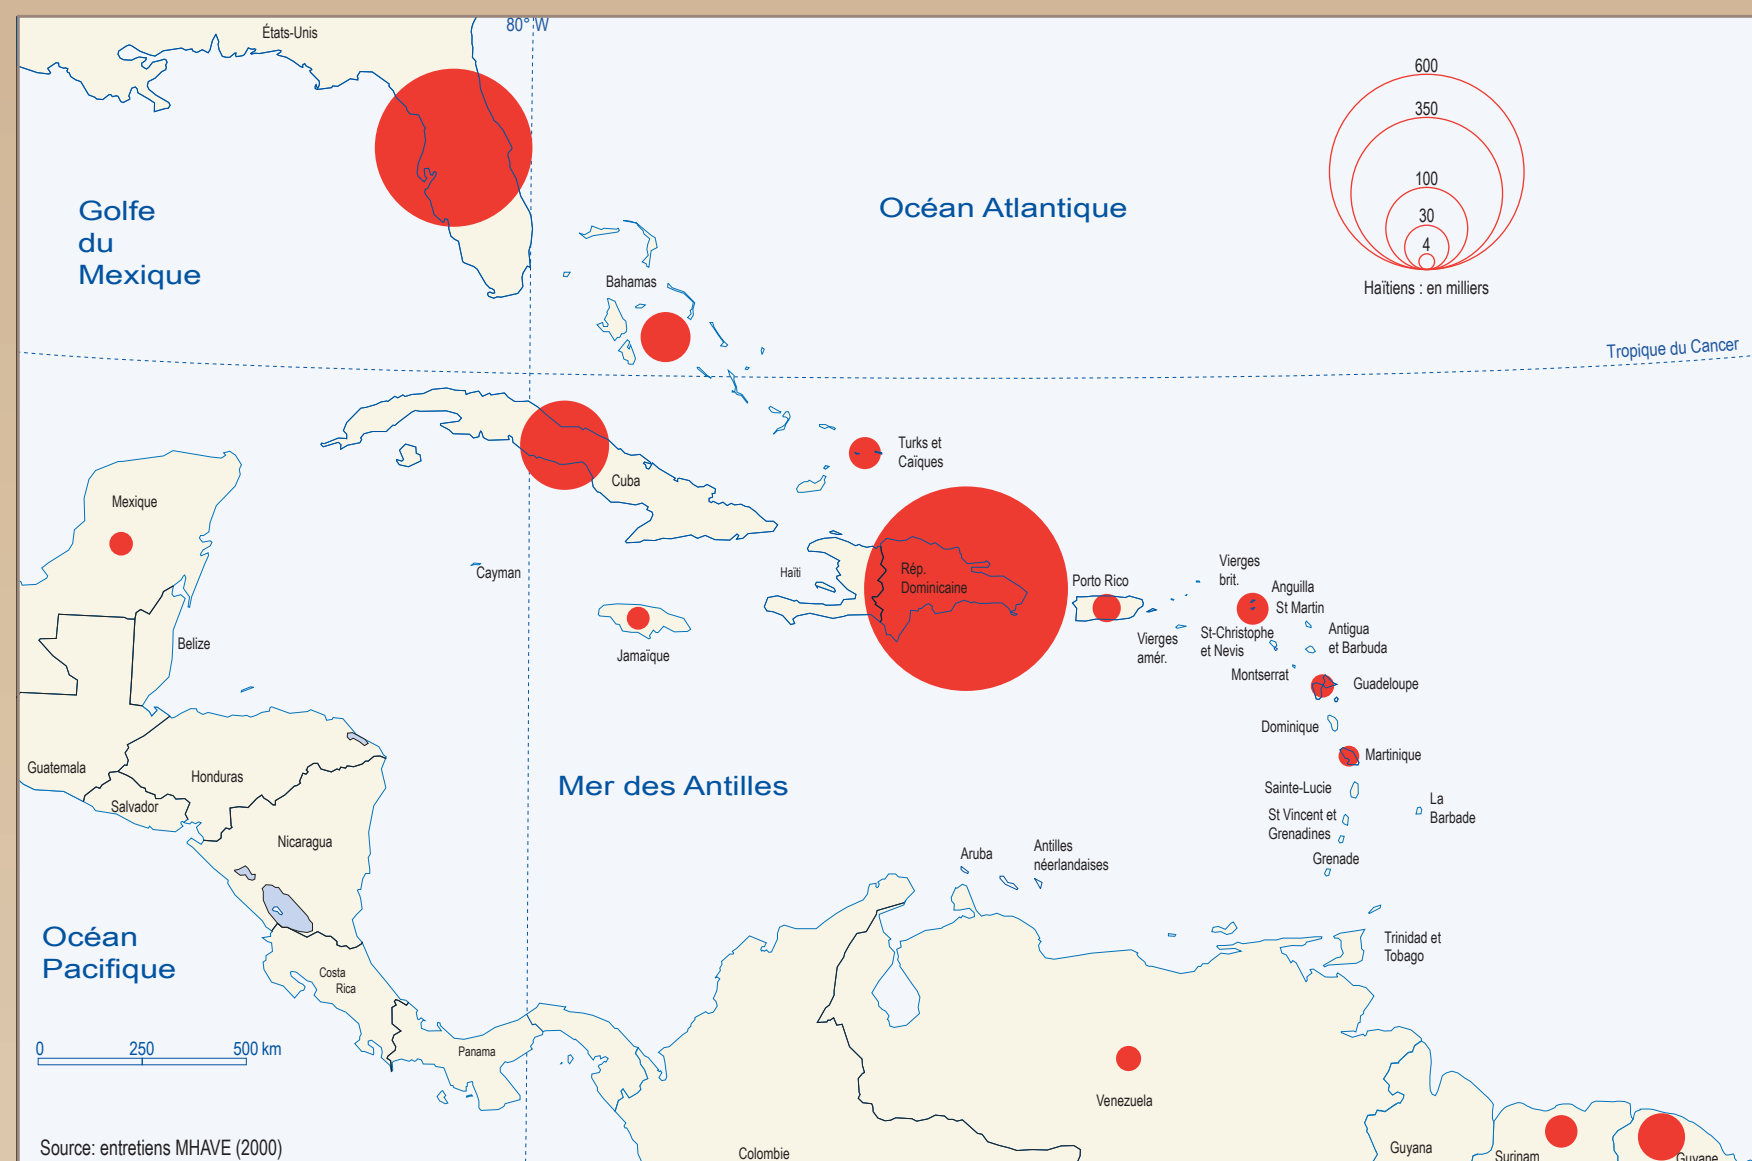 États-Unis
80° W
600
350
100
30
4
Haïtiens : en milliers
Golfe
du
Mexique
Océan Atlantique
Bahamas
Tropique du Cancer
Turks et
Caïques
Cuba
Mexique
Cayman
Haïti
Rép.
Dominicaine
Porto Rico
Vierges
brit.
Anguilla
St Martin
Jamaïque
Belize
Vierges
amér.
St-Christophe
et Nevis
Antigua
et Barbuda
Montserrat
Guadeloupe
Dominique
Martinique
Guatemala
Honduras
Salvador
Mer des Antilles
Sainte-Lucie
La
Barbade
St Vincent et
Grenadines
Nicaragua
Grenade
Aruba
Antilles
néerlandaises
Océan
Pacifique
Costa
Rica
Trinidad et
Tobago
0 250 500 km
Panama
Venezuela
Source: entretiens MHAVE (2000)
Colombie
Guyana
Surinam
Guyane